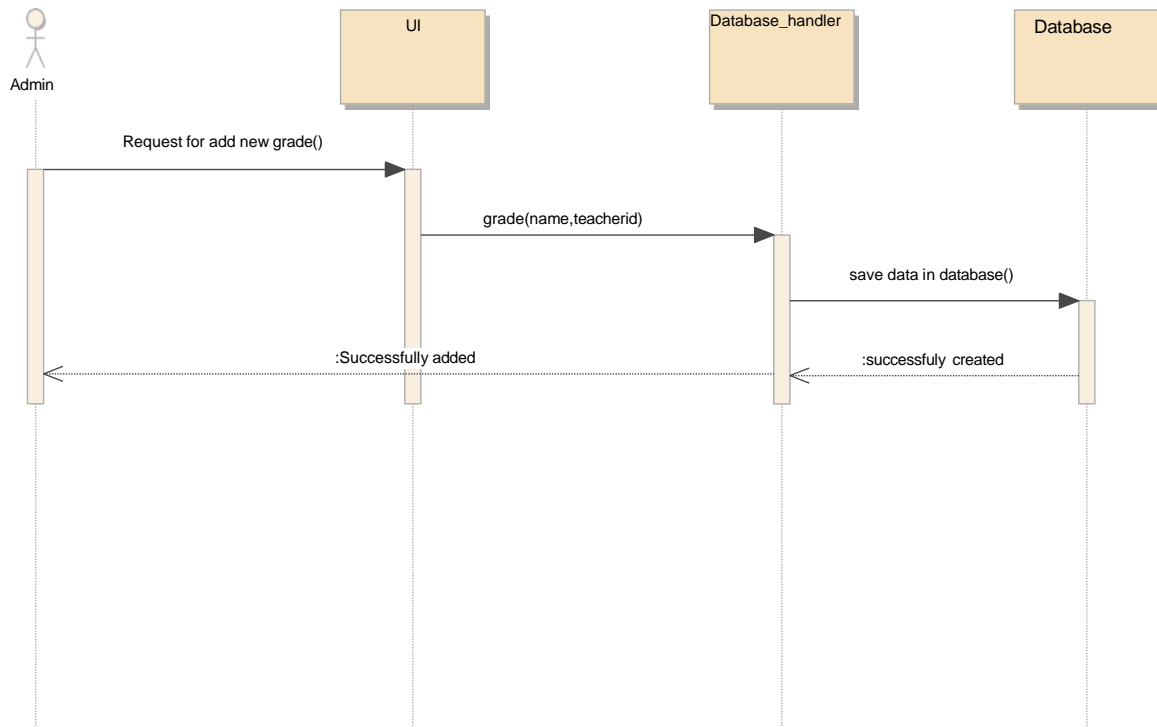 UI
Database_handler
Database
Admin
Request for add new grade()
grade(name,teacherid)
save data in database()
:Successfully added
:successfuly created